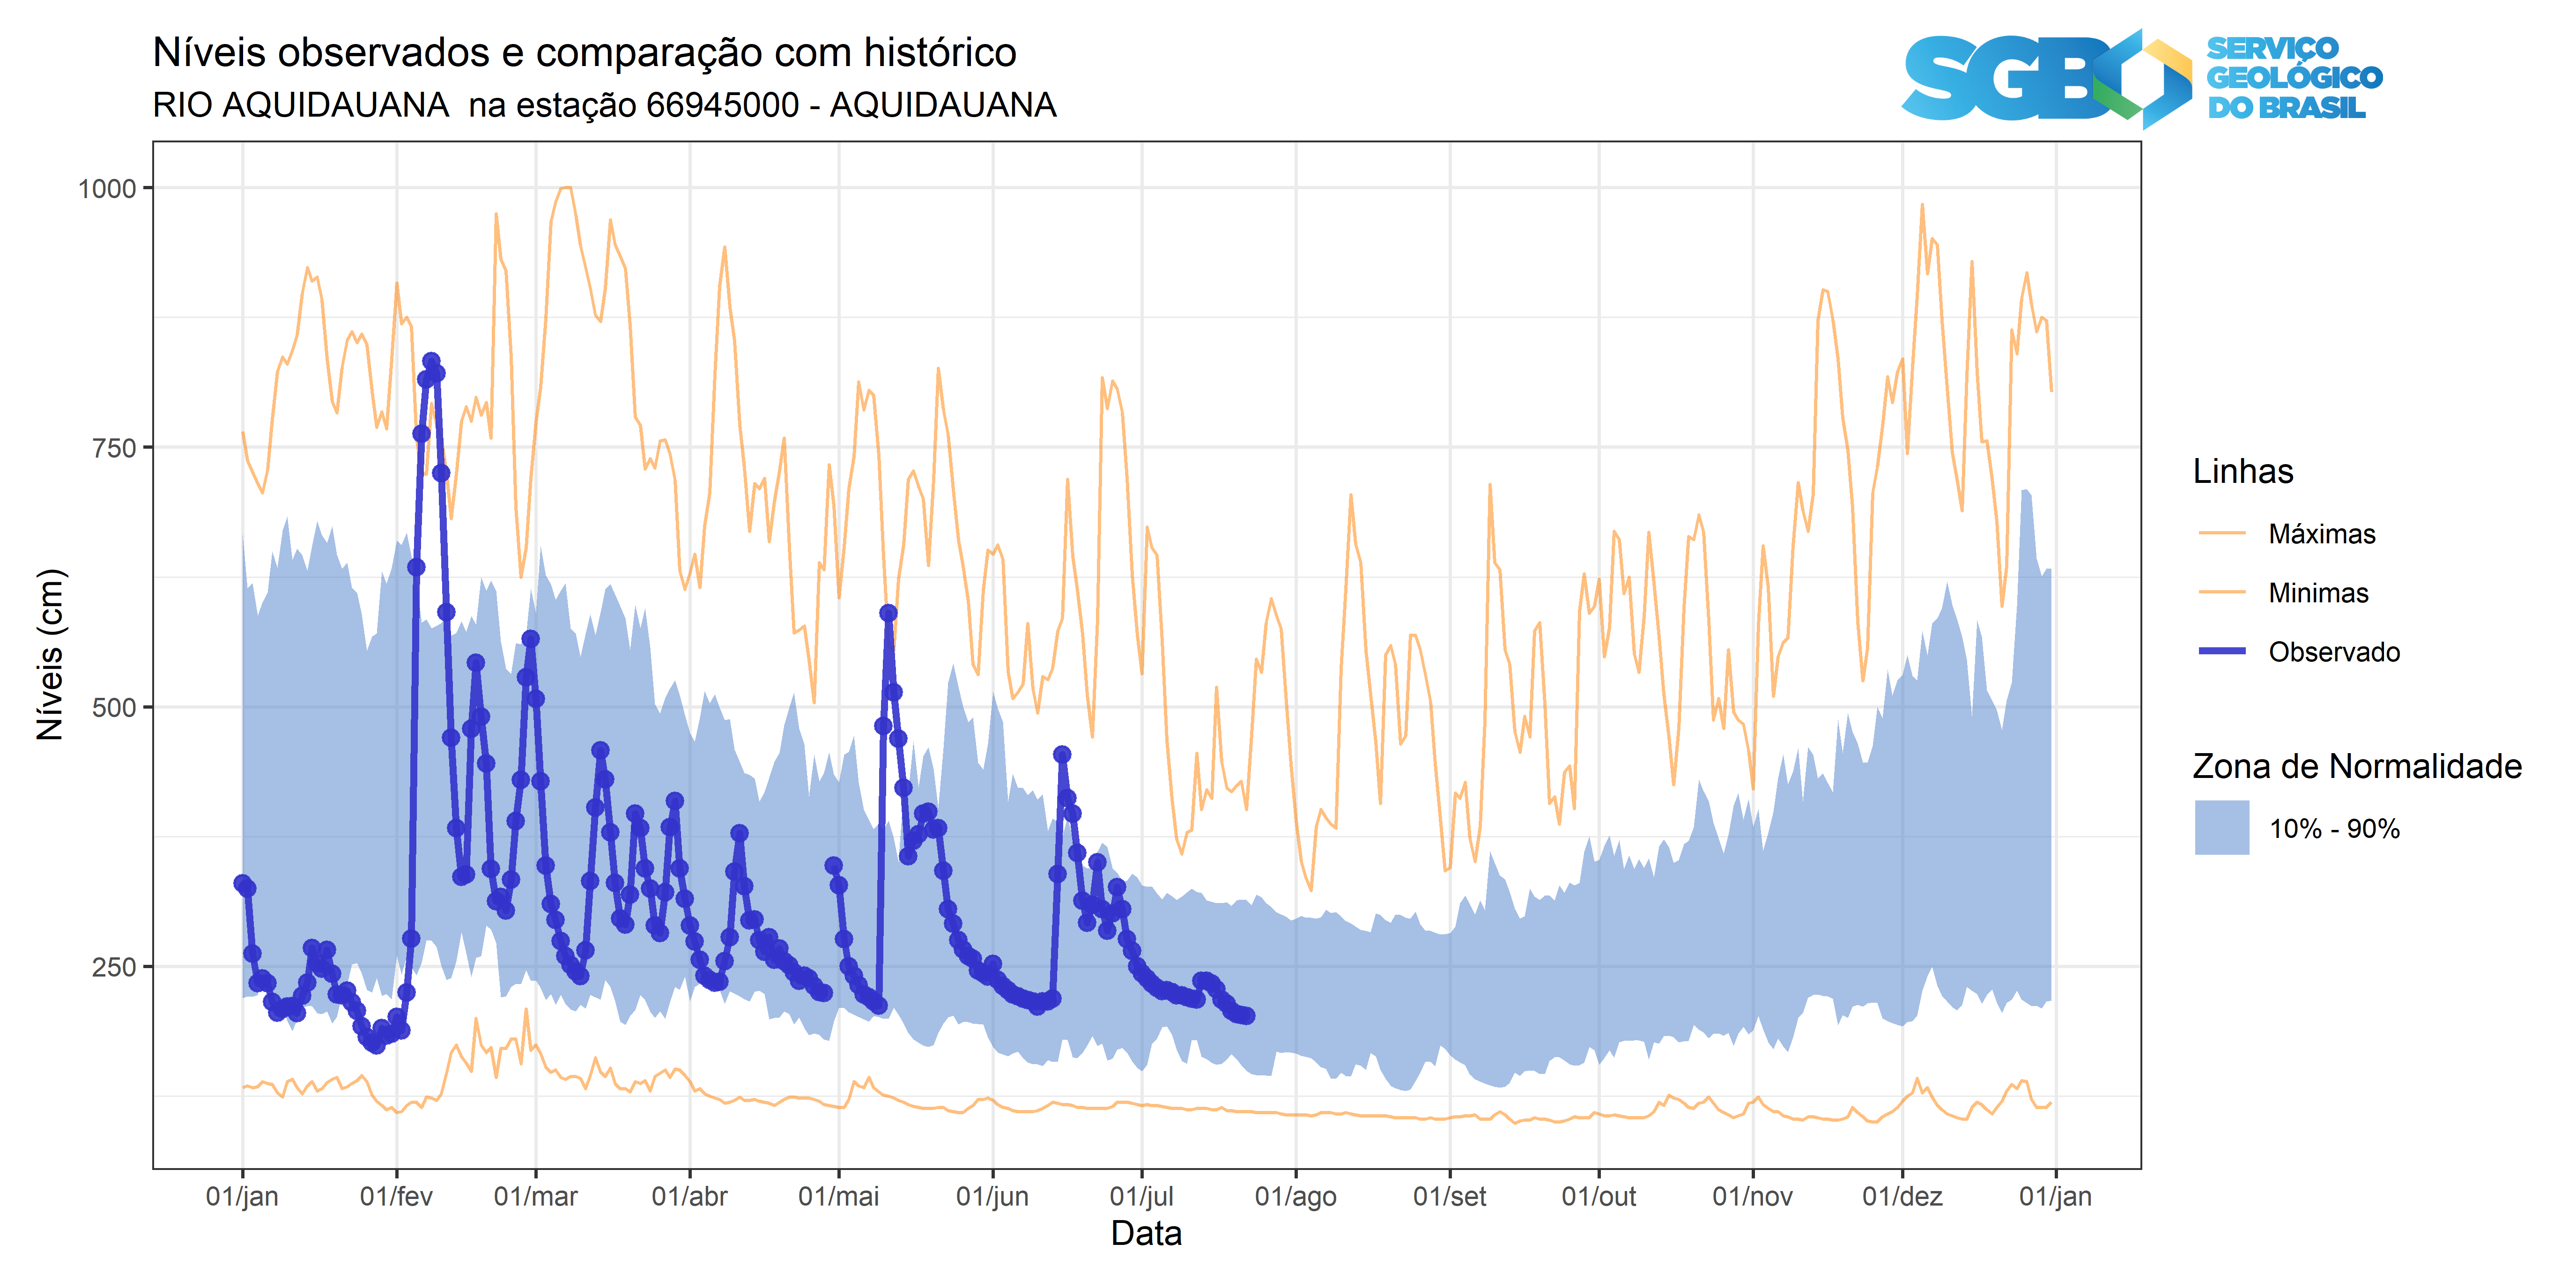 Níveis observados e comparação com histórico
RIO AQUIDAUANA  na estação 66945000 - AQUIDAUANA
SGB
SERVIÇO
GEOLÓGICO
DO BRASIL
Níveis (cm)
1000
750
500
250
01/jan
01/fev
01/mar
01/abr
01/mai
01/jun
01/jul
01/ago
01/set
01/out
01/nov
01/dez
01/jan
Data
Linhas
Máximas
Minimas
Observado
Zona de Normalidade
10% - 90%